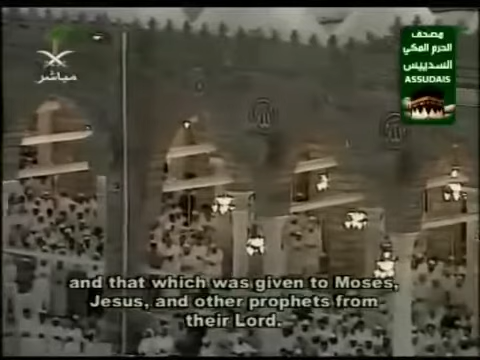 مصحف
الحرم المكي
السديس
ASSUDAIS
مباشر
and that which was given to Moses,
Jesus, and other prophets from
their Lord.